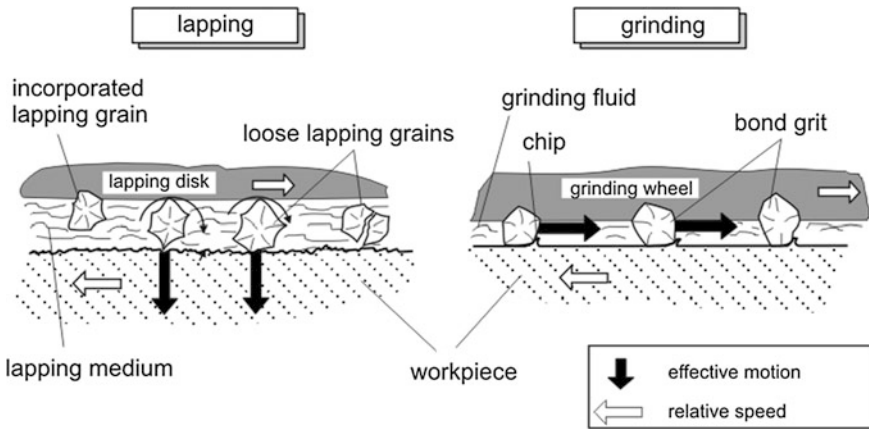 lapping
incorporated
lapping grain
loose lapping grains
lapping disk
lapping medium
grinding
grinding fluid
chip
bond grit
grinding wheel
workpiece
effective motion
relative speed